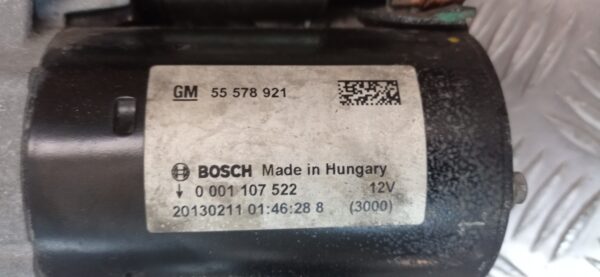 GM 55 578 921
BOSCH Made in Hungary
↓ 0 001 107 522 12V
20130211 01:46:28 8 (3000)